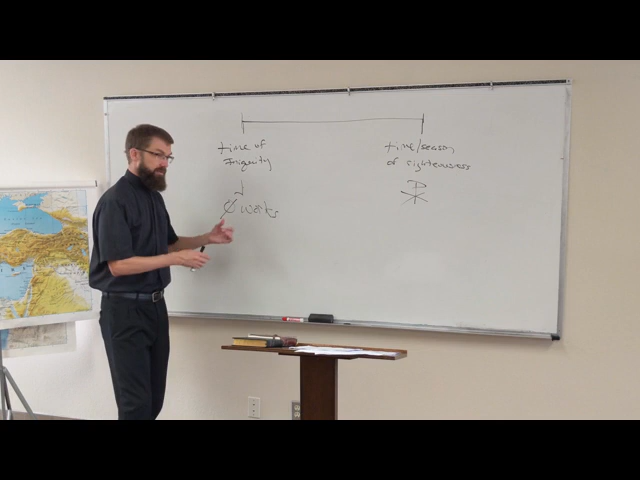 time of
Iniquity
Ø works
time/season
of righteousness